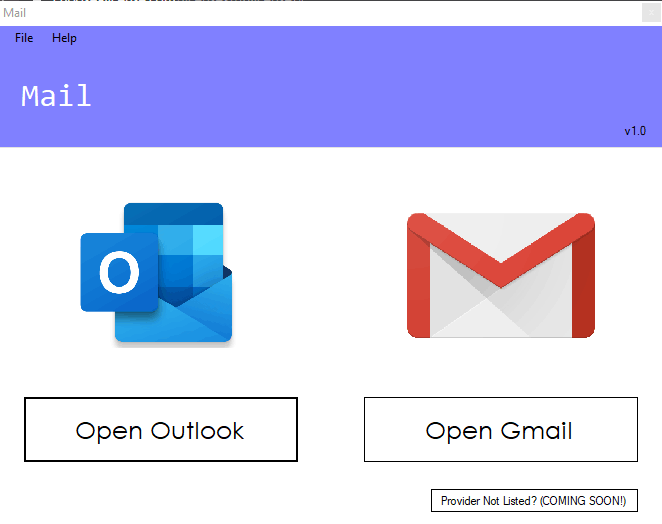 Mail
File Help
Mail
v1.0
O
Open Outlook
Open Gmail
Provider Not Listed? (COMING SOON!)